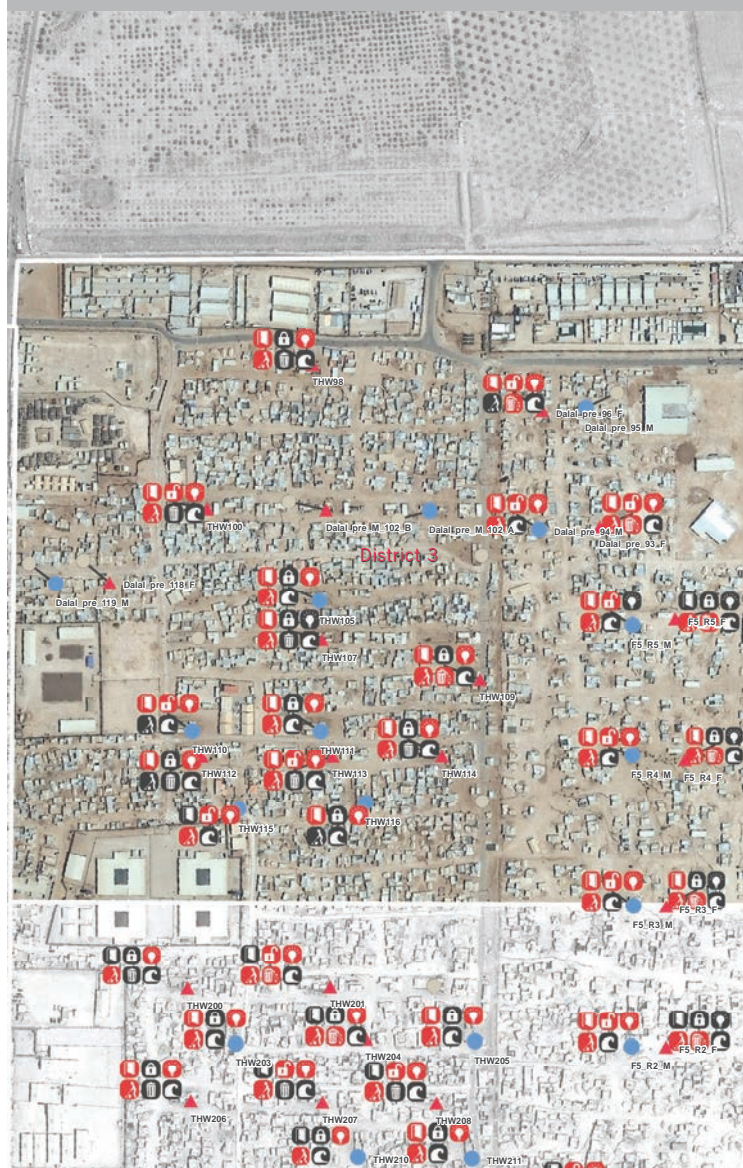 THW98
Dalal_pre_96_F
Dalal_pre_95_M
THW100
Dalal_pre_M_102_B
Dalal_pre_M_102_A
Dalal_pre_94_M
Dalal_pre_93_F
District 3
Dalal_pre_118_F
Dalal_pre_119_M
THW105
F5_R5_F
F5_R5_M
THW107
THW109
THW110
THW111
THW112
THW113
THW114
F5_R4_M
F5_R4_F
THW115
THW116
F5_R3_F
F5_R3_M
THW200
THW201
THW203
THW204
THW205
F5_R2_F
F5_R2_M
THW206
THW207
THW208
THW210
THW211